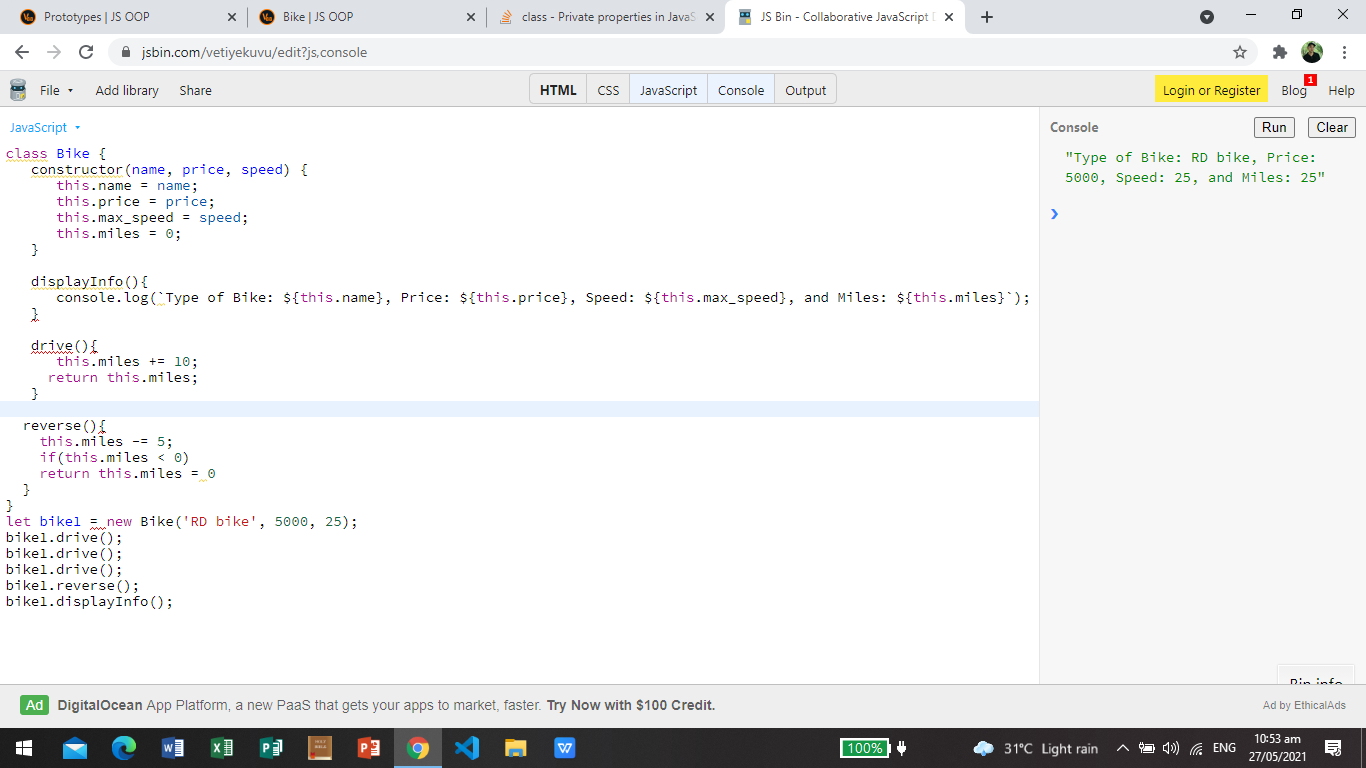 Prototypes | JS OOP
Bike | JS OOP
class - Private properties in JavaS
JS Bin - Collaborative JavaScript
jsbin.com/vetiyekuvu/edit?js,console
File Add library Share HTML CSS JavaScript Console Output Login or Register Blog 1 Help
JavaScript
class Bike {
constructor(name, price, speed) {
this.name = name;
this.price = price;
this.max_speed = speed;
this.miles = 0;
}
displayInfo(){
console.log(`Type of Bike: ${this.name}, Price: ${this.price}, Speed: ${this.max_speed}, and Miles: ${this.miles}`);
}
drive(){
this.miles += 10;
return this.miles;
}
reverse(){
this.miles -= 5;
if(this.miles < 0)
return this.miles = 0
}
}
let bike1 = new Bike('RD bike', 5000, 25);
bike1.drive();
bike1.drive();
bike1.drive();
bike1.reverse();
bike1.displayInfo();
Console Run Clear
"Type of Bike: RD bike, Price:
5000, Speed: 25, and Miles: 25"
Bin info
Ad DigitalOcean App Platform, a new PaaS that gets your apps to market, faster. Try Now with $100 Credit.
Ad by EthicalAds
100% 31°C Light rain ENG 10:53 am
27/05/2021